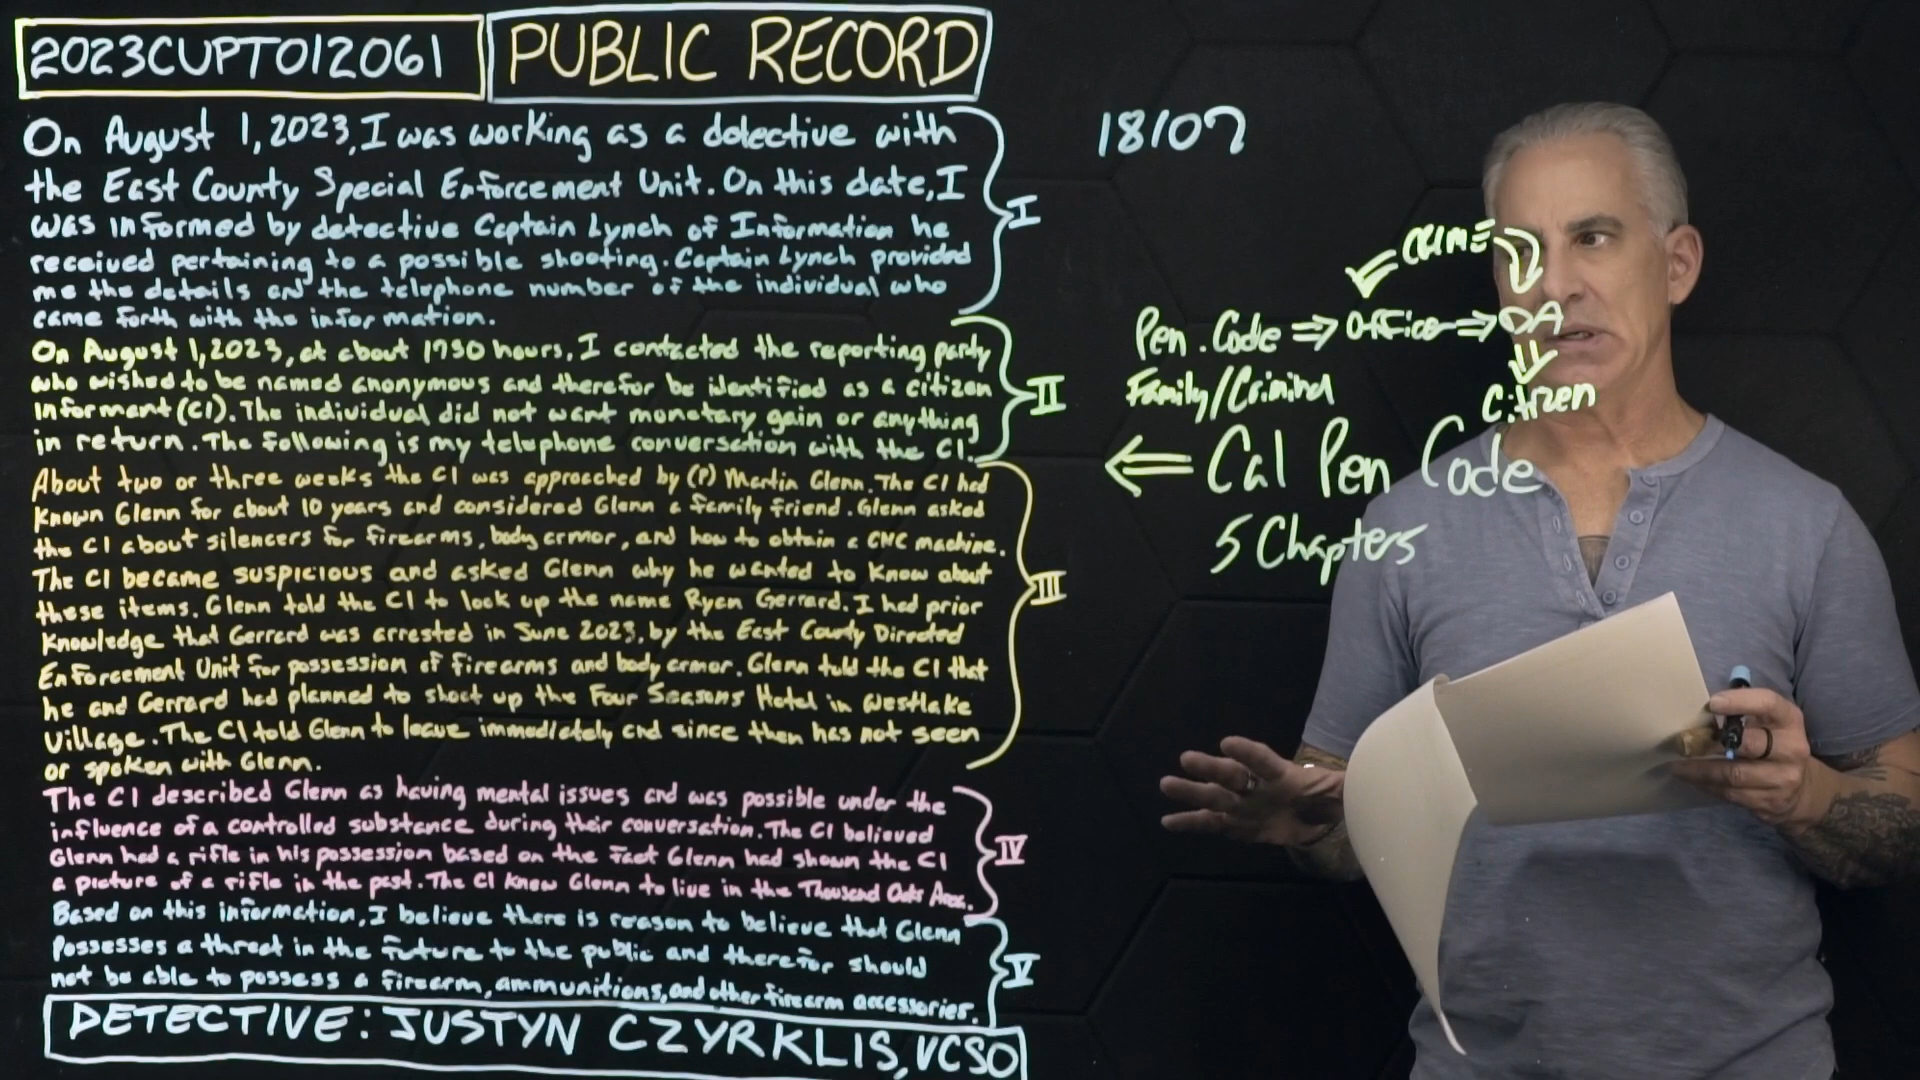 2023CUPT012061
PUBLIC RECORD
On August 1, 2023, I was working as a detective with
the East County Special Enforcement Unit. On this date, I
was informed by detective Captain Lynch of Information he
received pertaining to a possible shooting. Captain Lynch provided
me the details and the telephone number of the individual who
came forth with the information.
I
On August 1, 2023, at about 1730 hours, I contacted the reporting party
who wished to be named anonymous and therefor be identified as a citizen
Informant (CI). The individual did not want monetary gain or anything
in return. The following is my telephone conversation with the CI.
II
About two or three weeks the CI was approached by (P) Martin Glenn. The CI had
known Glenn for about 10 years and considered Glenn a family friend. Glenn asked
the CI about silencers for firearms, body armor, and how to obtain a CNC machine.
The CI became suspicious and asked Glenn why he wanted to know about
these items. Glenn told the CI to look up the name Ryan Gerrard. I had prior
Knowledge that Gerrard was arrested in June 2023, by the East County Directed
Enforcement Unit for possession of firearms and body armor. Glenn told the CI that
he and Gerrard had planned to shoot up the Four Seasons Hotel in Westlake
Village. The CI told Glenn to leave immediately and since then has not seen
or spoken with Glenn.
III
The CI described Glenn as having mental issues and was possible under the
influence of a controlled substance during their conversation. The CI believed
Glenn had a rifle in his possession based on the fact Glenn had shown the CI
a picture of a rifle in the past. The CI knew Glenn to live in the Thousand Oaks Area.
IV
Based on this information, I believe there is reason to believe that Glenn
Possesses a threat in the future to the public and therefor should
not be able to possess a firearm, ammunitions, and other firearm accessories.
V
DETECTIVE: JUSTYN CZYRKLIS, VCSO
18107
CRIME
Pen. Code ⇒ Office ⇒ DA
Family/Criminal
Citizen
⇐ Cal Pen Code
5 Chapters